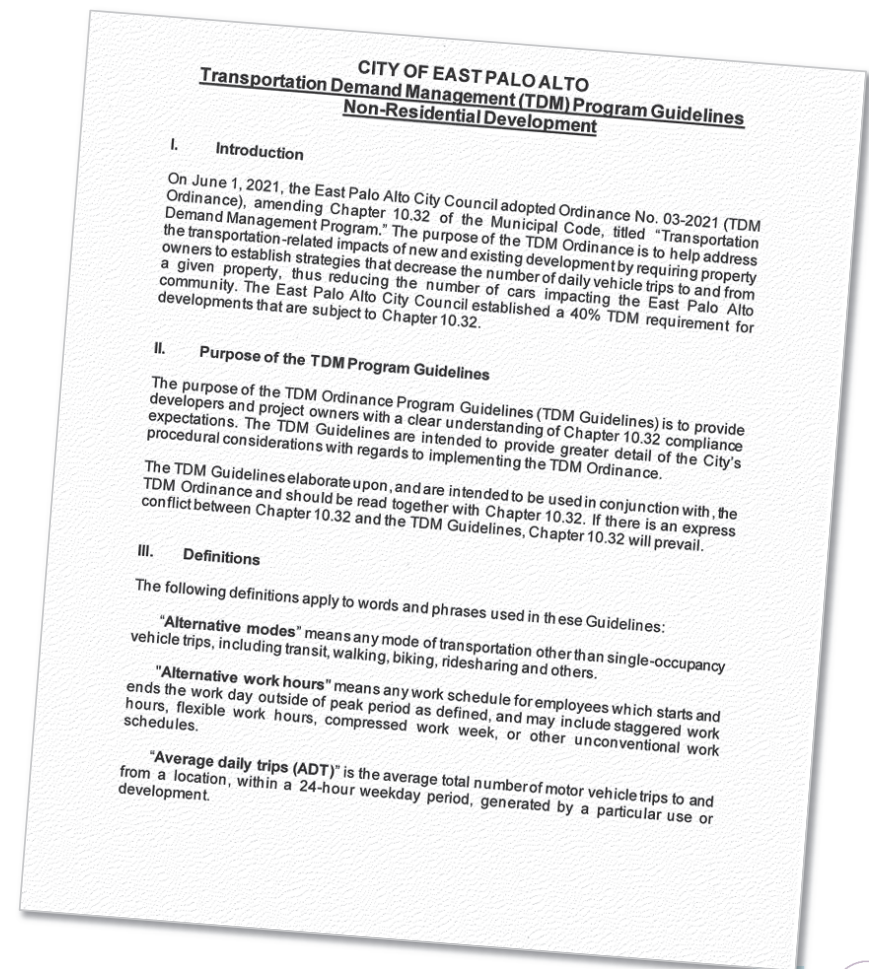 CITY OF EAST PALO ALTO
Transportation Demand Management (TDM) Program Guidelines
Non-Residential Development
I. Introduction
On June 1, 2021, the East Palo Alto City Council adopted Ordinance No. 03-2021 (TDM
Ordinance), amending Chapter 10.32 of the Municipal Code, titled “Transportation
Demand Management Program.” The purpose of the TDM Ordinance is to help address
the transportation-related impacts of new and existing development by requiring property
owners to establish strategies that decrease the number of daily vehicle trips to and from
a given property, thus reducing the number of cars impacting the East Palo Alto
community. The East Palo Alto City Council established a 40% TDM requirement for
developments that are subject to Chapter 10.32.
II. Purpose of the TDM Program Guidelines
The purpose of the TDM Ordinance Program Guidelines (TDM Guidelines) is to provide
developers and project owners with a clear understanding of Chapter 10.32 compliance
expectations. The TDM Guidelines are intended to provide greater detail of the City’s
procedural considerations with regards to implementing the TDM Ordinance.
The TDM Guidelines elaborate upon, and are intended to be used in conjunction with, the
TDM Ordinance and should be read together with Chapter 10.32. If there is an express
conflict between Chapter 10.32 and the TDM Guidelines, Chapter 10.32 will prevail.
III. Definitions
The following definitions apply to words and phrases used in these Guidelines:
“Alternative modes” means any mode of transportation other than single-occupancy
vehicle trips, including transit, walking, biking, ridesharing and others.
"Alternative work hours" means any work schedule for employees which starts and
ends the work day outside of peak period as defined, and may include staggered work
hours, flexible work hours, compressed work week, or other unconventional work
schedules.
“Average daily trips (ADT)” is the average total number of motor vehicle trips to and
from a location, within a 24-hour weekday period, generated by a particular use or
development.